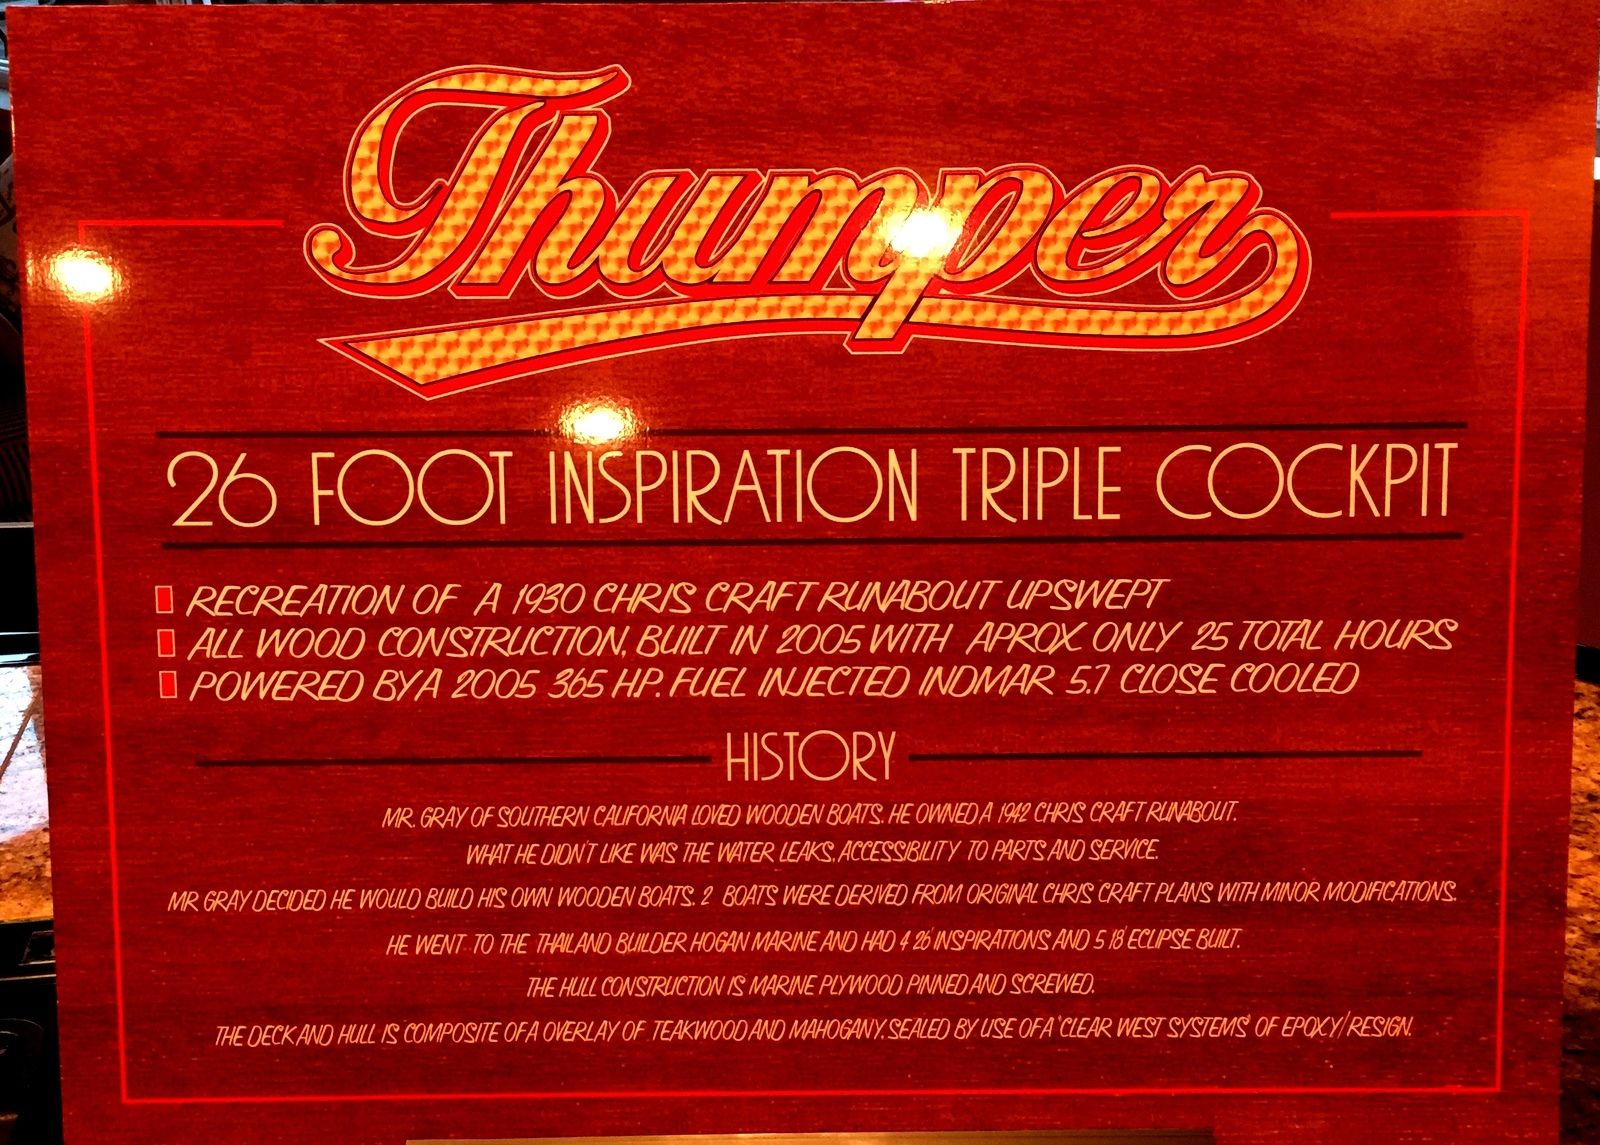 Thumper
26 FOOT INSPIRATION TRIPLE COCKPIT
RECREATION OF A 1930 CHRIS CRAFT RUNABOUT UPSWEPT
ALL WOOD CONSTRUCTION, BUILT IN 2005 WITH APROX ONLY 25 TOTAL HOURS
POWERED BY A 2005 365 H.P. FUEL INJECTED INDMAR 5.7 CLOSE COOLED
HISTORY
MR. GRAY OF SOUTHERN CALIFORNIA LOVED WOODEN BOATS. HE OWNED A 1942 CHRIS CRAFT RUNABOUT.
WHAT HE DIDN'T LIKE WAS THE WATER LEAKS, ACCESSIBILITY TO PARTS AND SERVICE.
MR GRAY DECIDED HE WOULD BUILD HIS OWN WOODEN BOATS. 2 BOATS WERE DERIVED FROM ORIGINAL CHRIS CRAFT PLANS WITH MINOR MODIFICATIONS.
HE WENT TO THE THAILAND BUILDER HOGAN MARINE AND HAD 4 26' INSPIRATIONS AND 5 18' ECLIPSE BUILT.
THE HULL CONSTRUCTION IS MARINE PLYWOOD PINNED AND SCREWED.
THE DECK AND HULL IS COMPOSITE OF A OVERLAY OF TEAKWOOD AND MAHOGANY. SEALED BY USE OF A 'CLEAR WEST SYSTEMS' OF EPOXY/RESIGN.